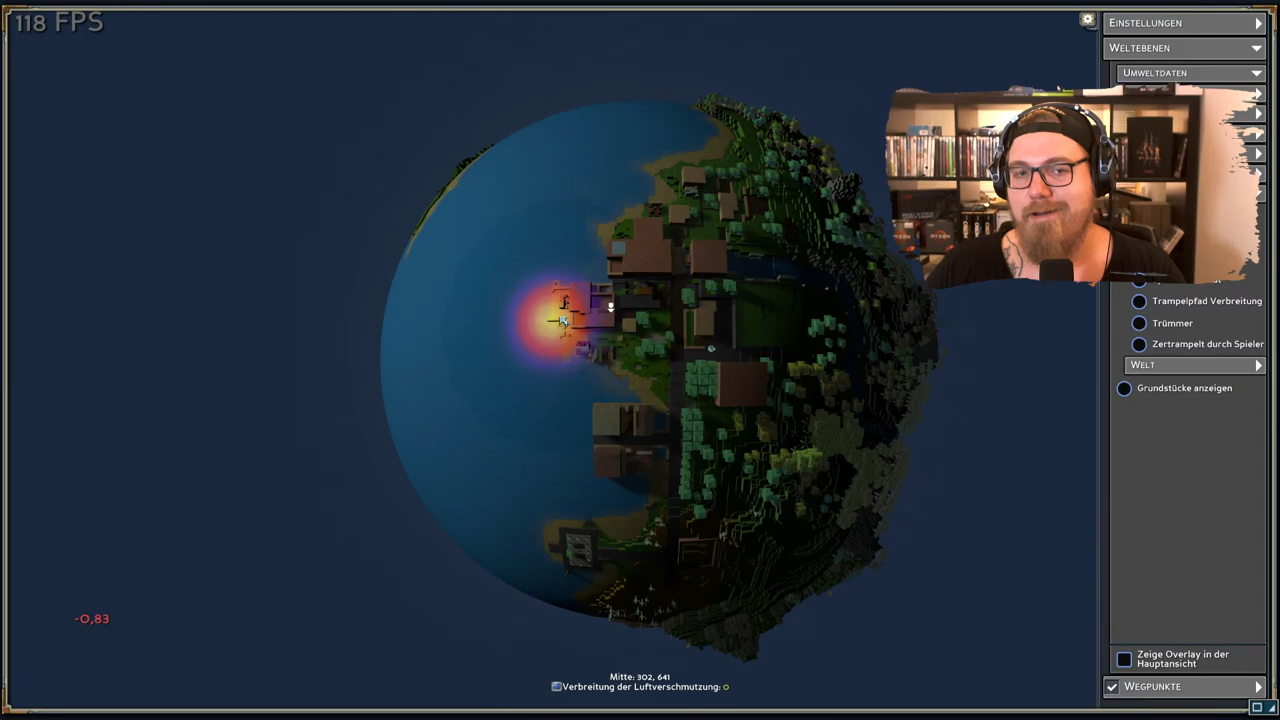 118 FPS
EINSTELLUNGEN
WELTEBENEN
UMWELTDATEN
Trampelpfad Verbreitung
Trümmer
Zertrampelt durch Spieler
WELT
Grundstücke anzeigen
-0,83
Zeige Overlay in der
Hauptansicht
Mitte: 302, 641
Verbreitung der Luftverschmutzung: 0
WEGPUNKTE